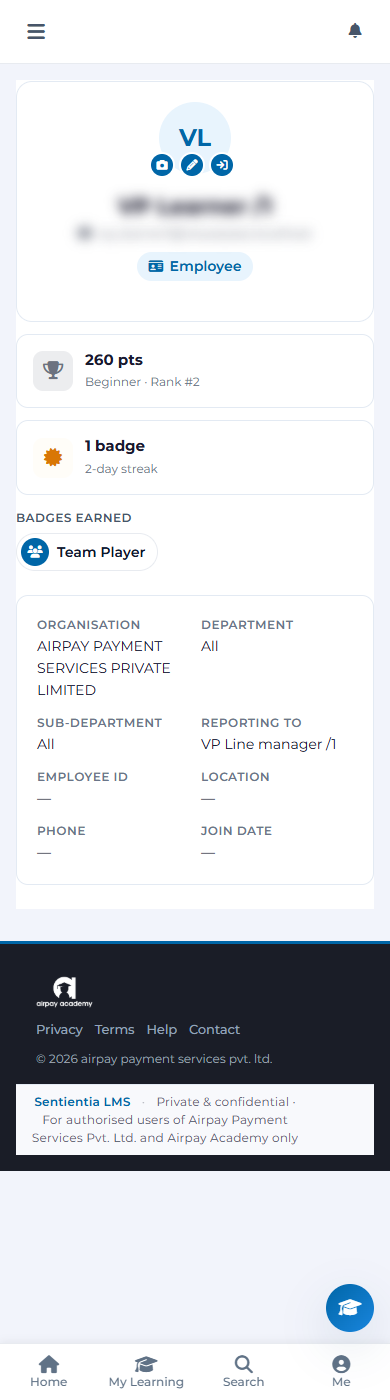 VL
Employee
260 pts
Beginner · Rank #2
1 badge
2-day streak
BADGES EARNED
Team Player
ORGANISATION
AIRPAY PAYMENT
SERVICES PRIVATE
LIMITED
DEPARTMENT
All
SUB-DEPARTMENT
All
REPORTING TO
VP Line manager /1
EMPLOYEE ID
—
LOCATION
—
PHONE
—
JOIN DATE
—
airpay academy
Privacy Terms Help Contact
© 2026 airpay payment services pvt. ltd.
Sentientia LMS · Private & confidential ·
For authorised users of Airpay Payment
Services Pvt. Ltd. and Airpay Academy only
Home My Learning Search Me